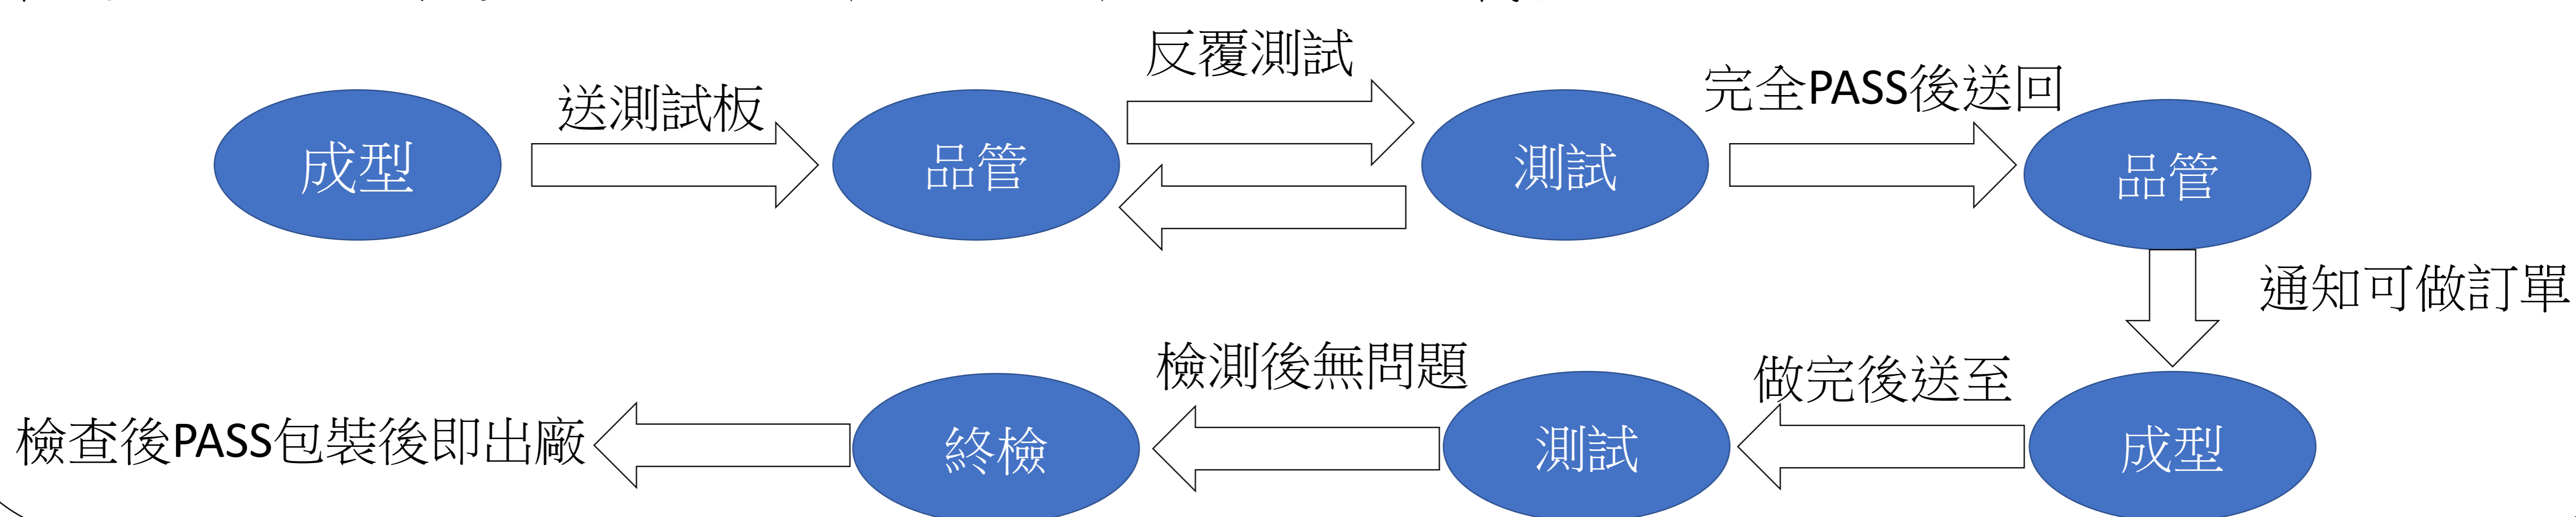 成型
送測試板
品管
反覆測試
測試
完全PASS後送回
品管
通知可做訂單
成型
做完後送至
測試
檢測後無問題
終檢
檢查後PASS包裝後即出廠